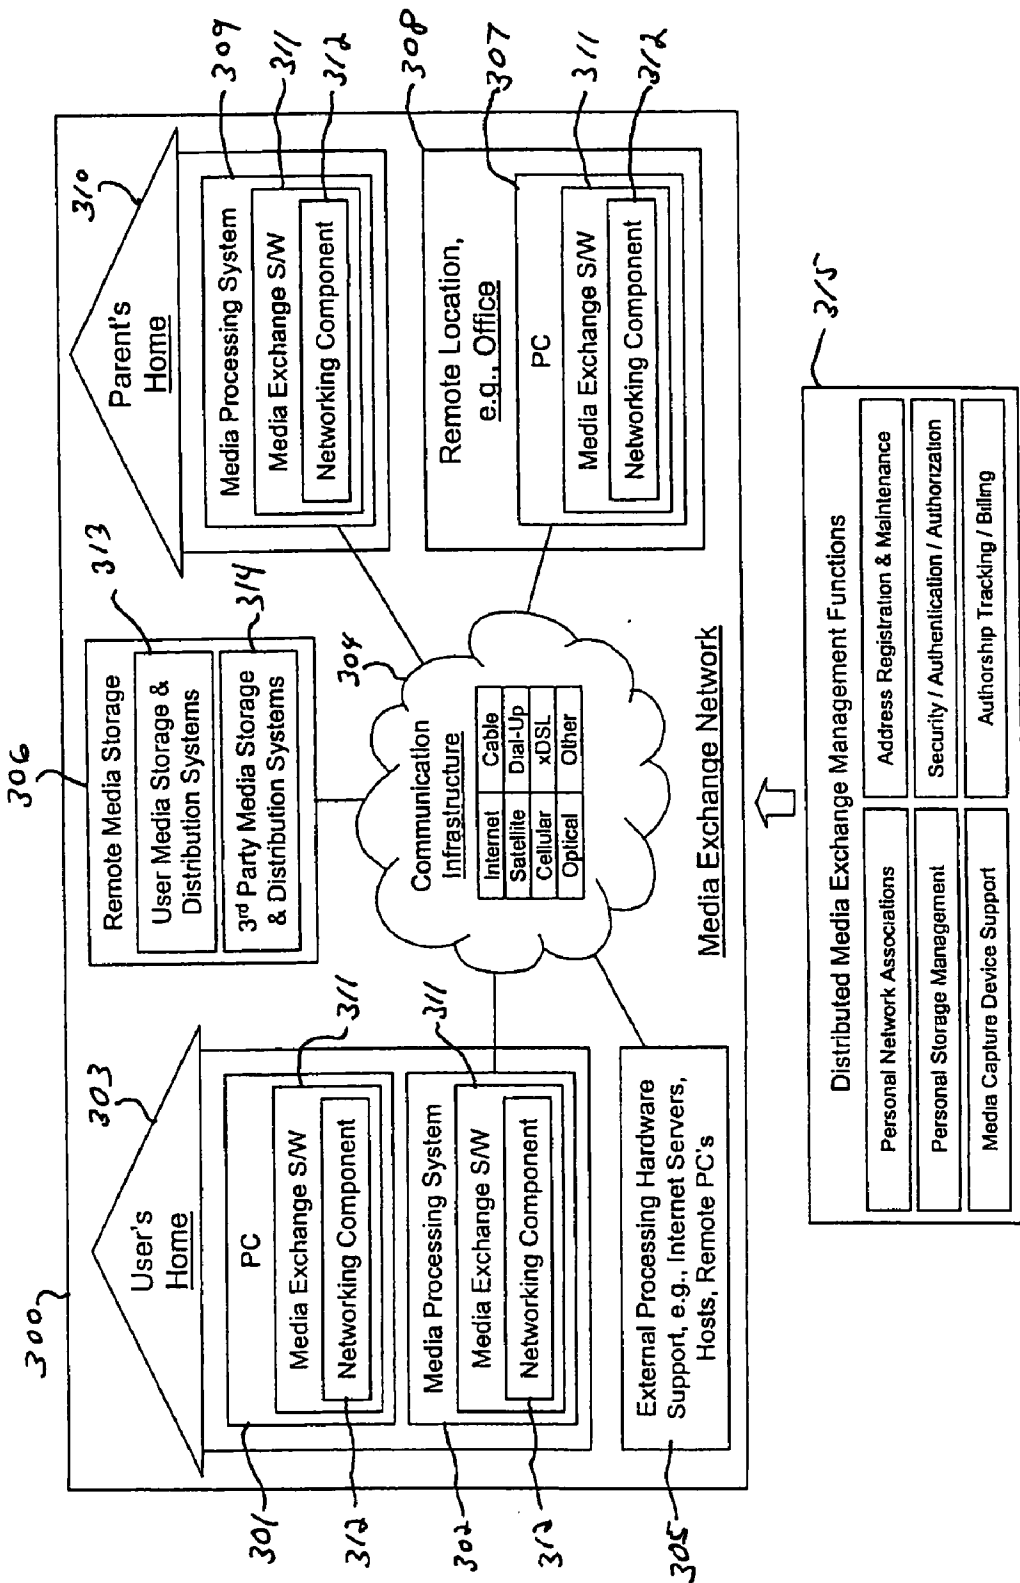 300
303
User's
Home
301
PC
Media Exchange S/W
Networking Component
311
312
302
Media Processing System
Media Exchange S/W
Networking Component
311
312
305
External Processing Hardware
Support, e.g., Internet Servers,
Hosts, Remote PC's
306
Remote Media Storage
User Media Storage &
Distribution Systems
313
3rd Party Media Storage
& Distribution Systems
314
304
Communication
Infrastructure
Internet Cable
Satellite Dial-Up
Cellular xDSL
Optical Other
Media Exchange Network
310
Parent's
Home
Media Processing System
Media Exchange S/W
Networking Component
309
311
312
308
Remote Location,
e.g., Office
307
PC
Media Exchange S/W
Networking Component
311
312
315
Distributed Media Exchange Management Functions
Personal Network Associations
Address Registration & Maintenance
Personal Storage Management
Security / Authentication / Authorization
Media Capture Device Support
Authorship Tracking / Billing